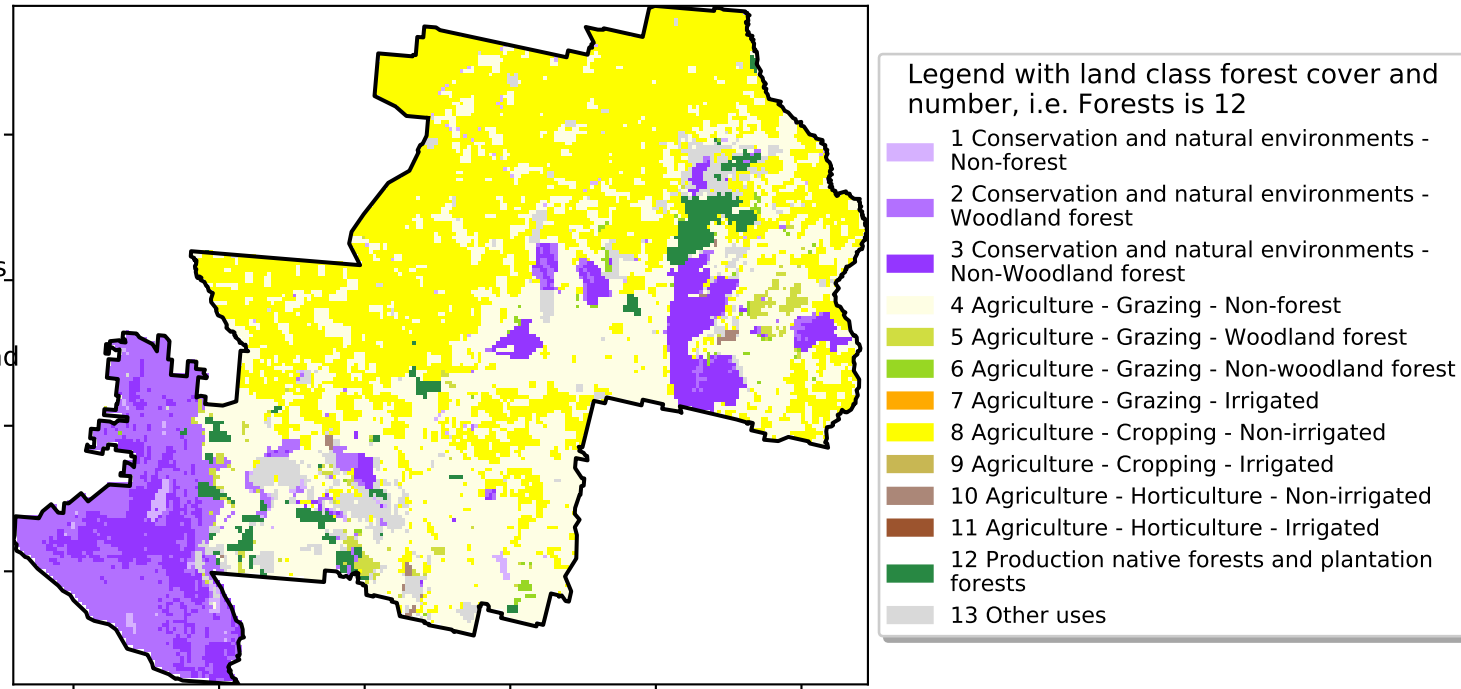 Legend with land class forest cover and
number, i.e. Forests is 12
1 Conservation and natural environments -
Non-forest
2 Conservation and natural environments -
Woodland forest
3 Conservation and natural environments -
Non-Woodland forest
4 Agriculture - Grazing - Non-forest
5 Agriculture - Grazing - Woodland forest
6 Agriculture - Grazing - Non-woodland forest
7 Agriculture - Grazing - Irrigated
8 Agriculture - Cropping - Non-irrigated
9 Agriculture - Cropping - Irrigated
10 Agriculture - Horticulture - Non-irrigated
11 Agriculture - Horticulture - Irrigated
12 Production native forests and plantation
forests
13 Other uses